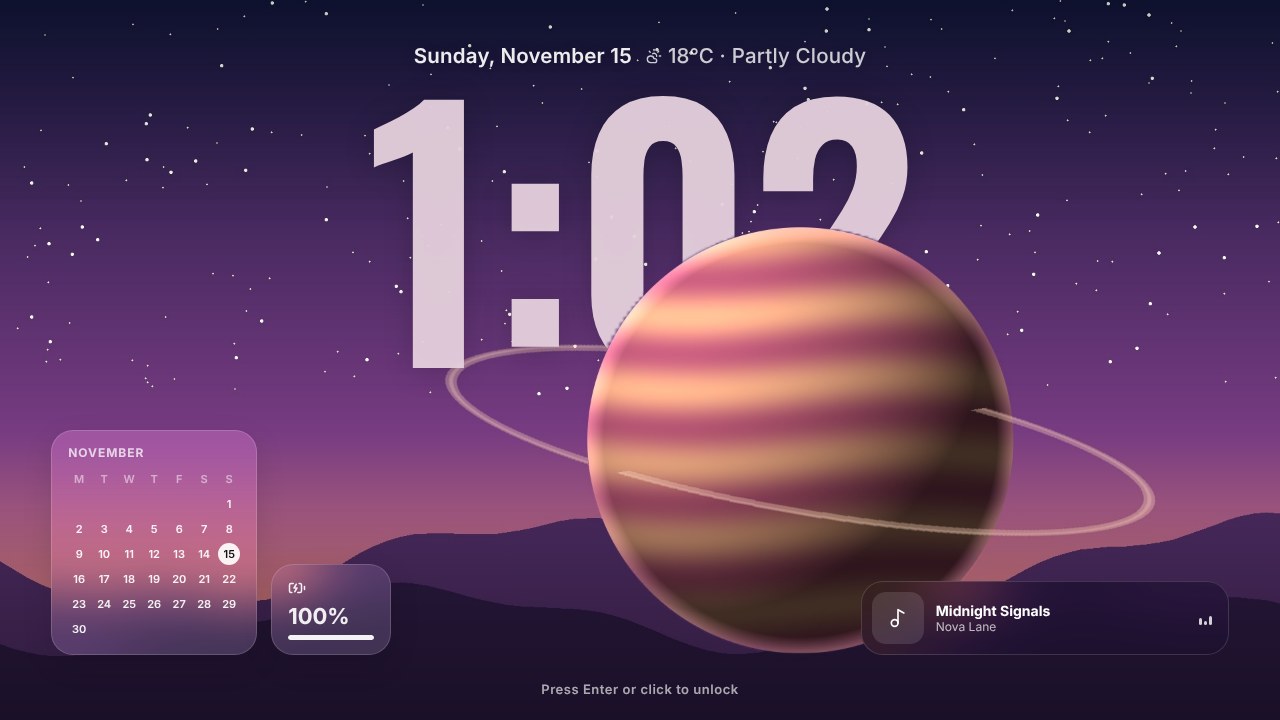 Sunday, November 15 · 18°C · Partly Cloudy
1:02
NOVEMBER
M T W T F S S
1
2 3 4 5 6 7 8
9 10 11 12 13 14 15
16 17 18 19 20 21 22
23 24 25 26 27 28 29
30
100%
Midnight Signals
Nova Lane
Press Enter or click to unlock